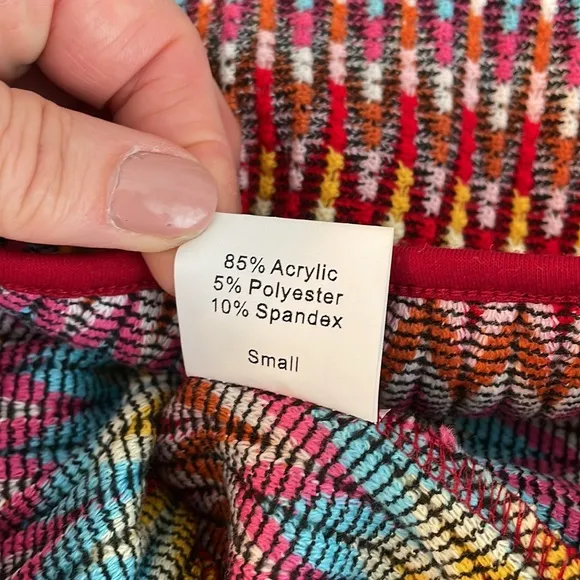 85% Acrylic
5% Polyester
10% Spandex
Small